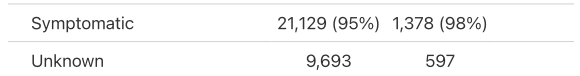 Symptomatic 21,129 (95%) 1,378 (98%)
Unknown 9,693 597